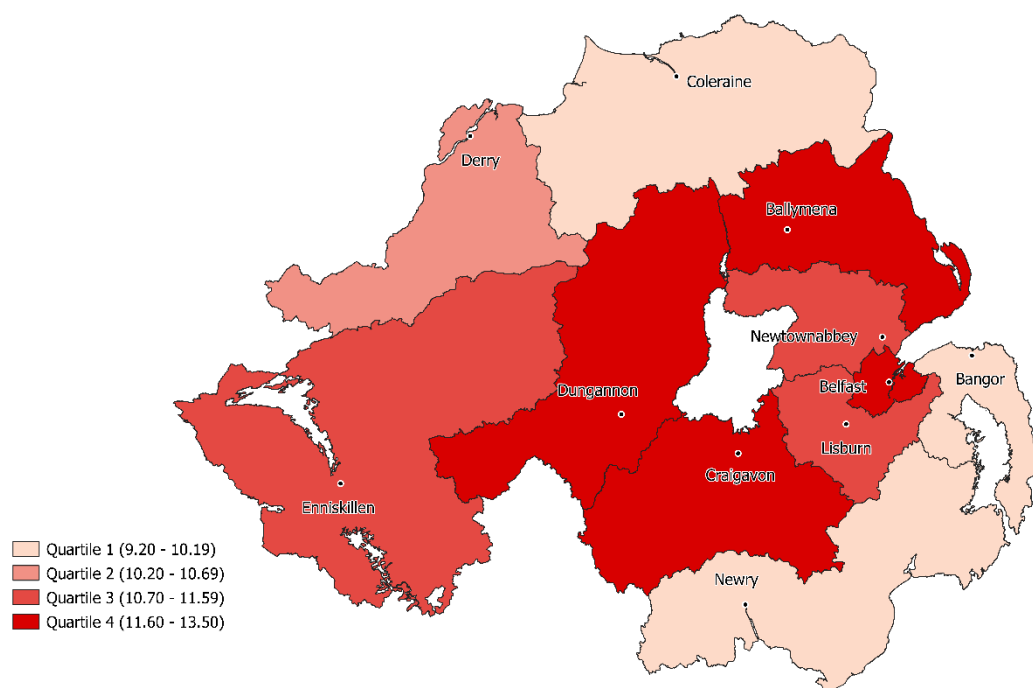 Coleraine
Derry
Ballymena
Newtownabbey
Bangor
Belfast
Dungannon
Lisburn
Craigavon
Enniskillen
Newry
Quartile 1 (9.20 - 10.19)
Quartile 2 (10.20 - 10.69)
Quartile 3 (10.70 - 11.59)
Quartile 4 (11.60 - 13.50)